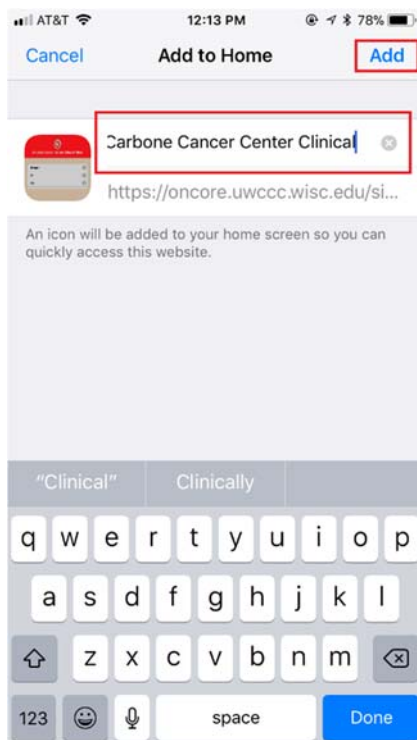 AT&T 12:13 PM 78%
Cancel Add to Home Add
Carbone Cancer Center Clinical
https://oncore.uwccc.wisc.edu/si...
An icon will be added to your home screen so you can
quickly access this website.
"Clinical" Clinically
q w e r t y u i o p
a s d f g h j k l
z x c v b n m
123 space Done